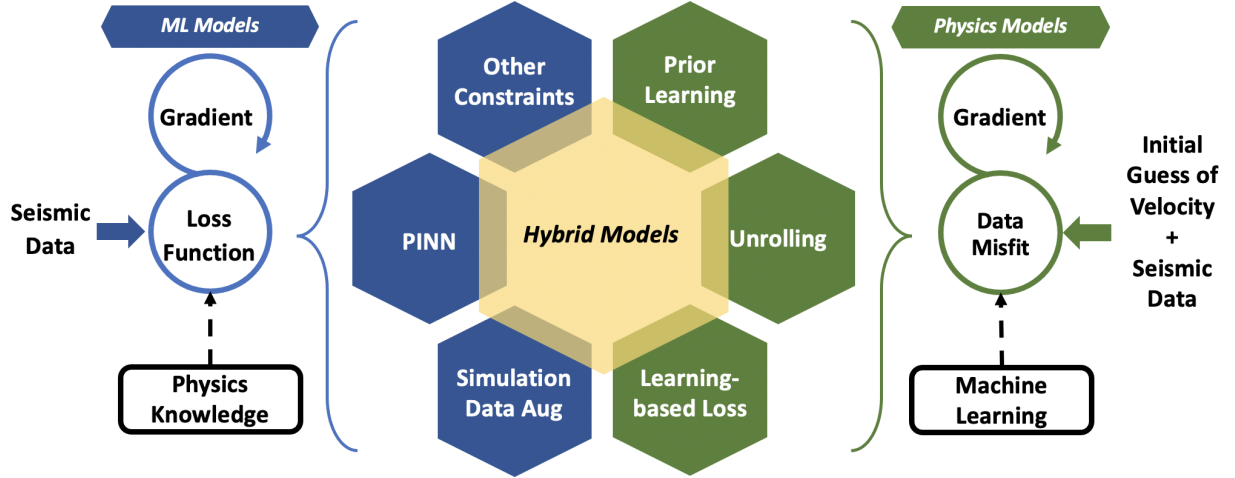 ML Models
Gradient
Loss
Function
Seismic
Data
Physics
Knowledge
Other
Constraints
Prior
Learning
PINN
Hybrid Models
Unrolling
Simulation
Data Aug
Learning-
based Loss
Physics Models
Gradient
Data
Misfit
Initial
Guess of
Velocity
+
Seismic
Data
Machine
Learning